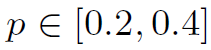 p ∈ [0.2, 0.4]